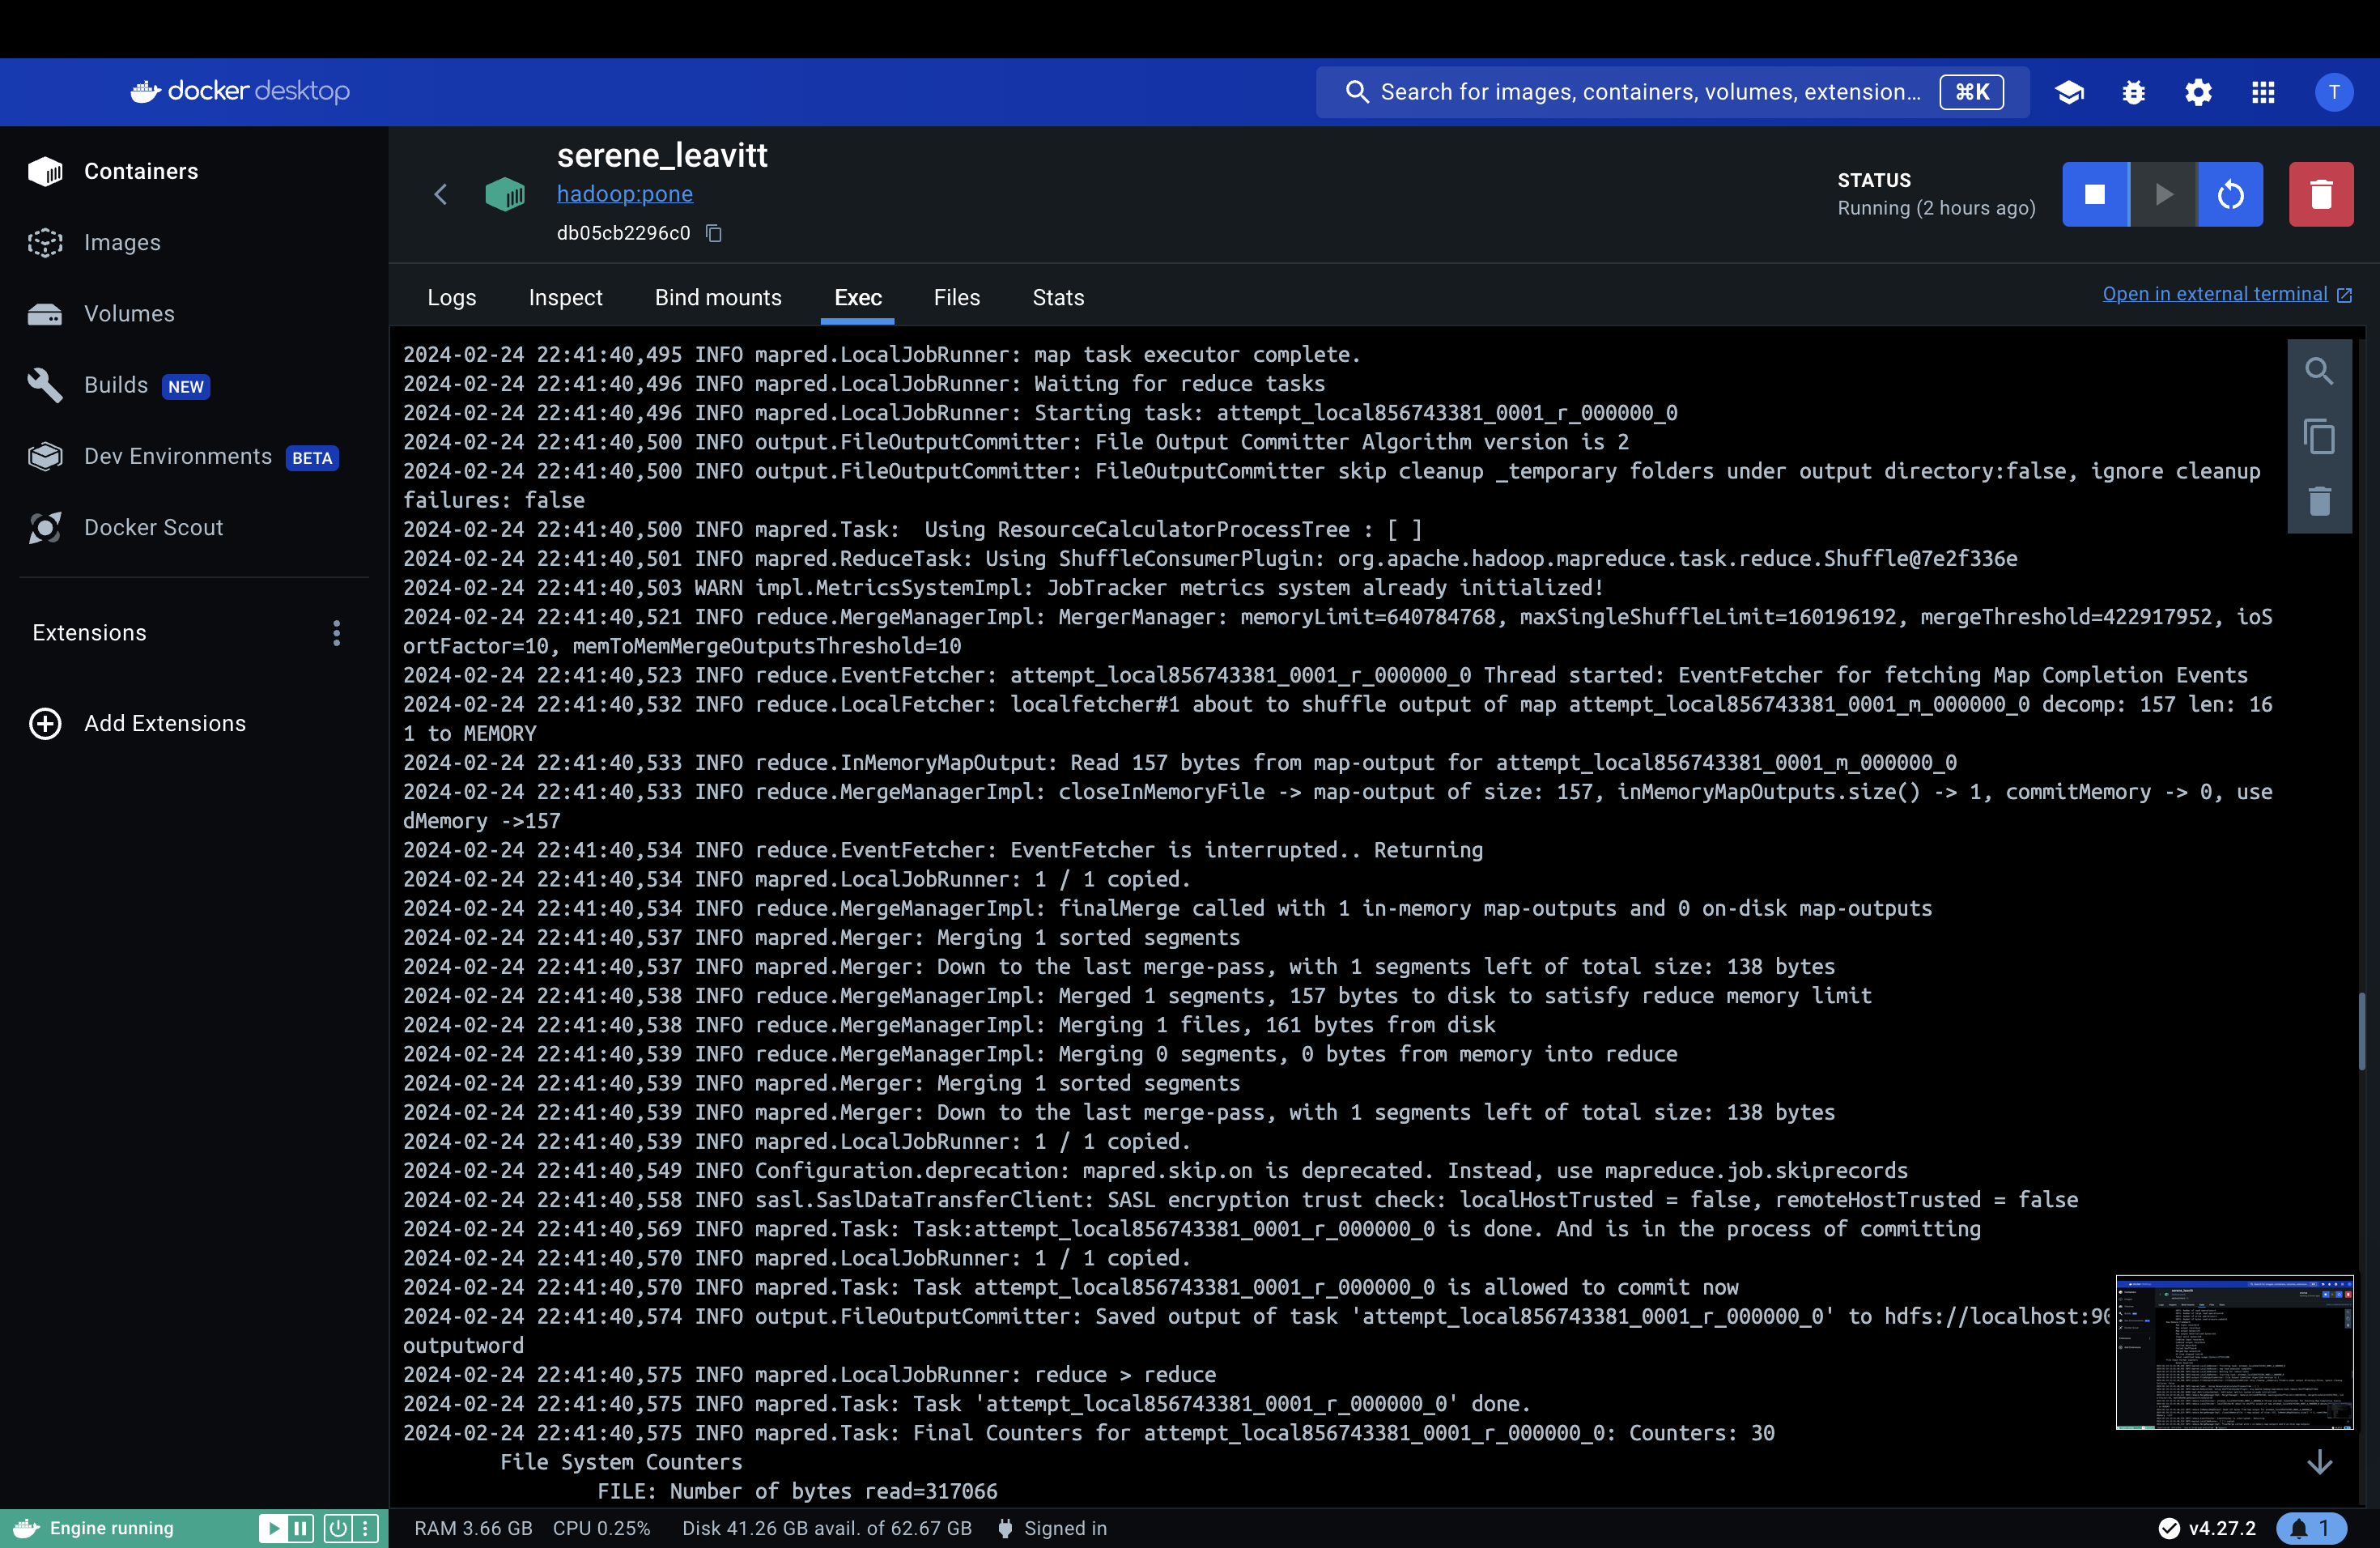 docker desktop
Search for images, containers, volumes, extension...
⌘K
T
Containers
Images
Volumes
Builds NEW
Dev Environments BETA
Docker Scout
Extensions
Add Extensions
serene_leavitt
hadoop:pone
db05cb2296c0
STATUS
Running (2 hours ago)
Logs Inspect Bind mounts Exec Files Stats
Open in external terminal
2024-02-24 22:41:40,495 INFO mapred.LocalJobRunner: map task executor complete.
2024-02-24 22:41:40,496 INFO mapred.LocalJobRunner: Waiting for reduce tasks
2024-02-24 22:41:40,496 INFO mapred.LocalJobRunner: Starting task: attempt_local856743381_0001_r_000000_0
2024-02-24 22:41:40,500 INFO output.FileOutputCommitter: File Output Committer Algorithm version is 2
2024-02-24 22:41:40,500 INFO output.FileOutputCommitter: FileOutputCommitter skip cleanup _temporary folders under output directory:false, ignore cleanup
failures: false
2024-02-24 22:41:40,500 INFO mapred.Task:  Using ResourceCalculatorProcessTree : [ ]
2024-02-24 22:41:40,501 INFO mapred.ReduceTask: Using ShuffleConsumerPlugin: org.apache.hadoop.mapreduce.task.reduce.Shuffle@7e2f336e
2024-02-24 22:41:40,503 WARN impl.MetricsSystemImpl: JobTracker metrics system already initialized!
2024-02-24 22:41:40,521 INFO reduce.MergeManagerImpl: MergerManager: memoryLimit=640784768, maxSingleShuffleLimit=160196192, mergeThreshold=422917952, ioS
ortFactor=10, memToMemMergeOutputsThreshold=10
2024-02-24 22:41:40,523 INFO reduce.EventFetcher: attempt_local856743381_0001_r_000000_0 Thread started: EventFetcher for fetching Map Completion Events
2024-02-24 22:41:40,532 INFO reduce.LocalFetcher: localfetcher#1 about to shuffle output of map attempt_local856743381_0001_m_000000_0 decomp: 157 len: 16
1 to MEMORY
2024-02-24 22:41:40,533 INFO reduce.InMemoryMapOutput: Read 157 bytes from map-output for attempt_local856743381_0001_m_000000_0
2024-02-24 22:41:40,533 INFO reduce.MergeManagerImpl: closeInMemoryFile -> map-output of size: 157, inMemoryMapOutputs.size() -> 1, commitMemory -> 0, use
dMemory ->157
2024-02-24 22:41:40,534 INFO reduce.EventFetcher: EventFetcher is interrupted.. Returning
2024-02-24 22:41:40,534 INFO mapred.LocalJobRunner: 1 / 1 copied.
2024-02-24 22:41:40,534 INFO reduce.MergeManagerImpl: finalMerge called with 1 in-memory map-outputs and 0 on-disk map-outputs
2024-02-24 22:41:40,537 INFO mapred.Merger: Merging 1 sorted segments
2024-02-24 22:41:40,537 INFO mapred.Merger: Down to the last merge-pass, with 1 segments left of total size: 138 bytes
2024-02-24 22:41:40,538 INFO reduce.MergeManagerImpl: Merged 1 segments, 157 bytes to disk to satisfy reduce memory limit
2024-02-24 22:41:40,538 INFO reduce.MergeManagerImpl: Merging 1 files, 161 bytes from disk
2024-02-24 22:41:40,539 INFO reduce.MergeManagerImpl: Merging 0 segments, 0 bytes from memory into reduce
2024-02-24 22:41:40,539 INFO mapred.Merger: Merging 1 sorted segments
2024-02-24 22:41:40,539 INFO mapred.Merger: Down to the last merge-pass, with 1 segments left of total size: 138 bytes
2024-02-24 22:41:40,539 INFO mapred.LocalJobRunner: 1 / 1 copied.
2024-02-24 22:41:40,549 INFO Configuration.deprecation: mapred.skip.on is deprecated. Instead, use mapreduce.job.skiprecords
2024-02-24 22:41:40,558 INFO sasl.SaslDataTransferClient: SASL encryption trust check: localHostTrusted = false, remoteHostTrusted = false
2024-02-24 22:41:40,569 INFO mapred.Task: Task:attempt_local856743381_0001_r_000000_0 is done. And is in the process of committing
2024-02-24 22:41:40,570 INFO mapred.LocalJobRunner: 1 / 1 copied.
2024-02-24 22:41:40,570 INFO mapred.Task: Task attempt_local856743381_0001_r_000000_0 is allowed to commit now
2024-02-24 22:41:40,574 INFO output.FileOutputCommitter: Saved output of task 'attempt_local856743381_0001_r_000000_0' to hdfs://localhost:90
outputword
2024-02-24 22:41:40,575 INFO mapred.LocalJobRunner: reduce > reduce
2024-02-24 22:41:40,575 INFO mapred.Task: Task 'attempt_local856743381_0001_r_000000_0' done.
2024-02-24 22:41:40,575 INFO mapred.Task: Final Counters for attempt_local856743381_0001_r_000000_0: Counters: 30
File System Counters
FILE: Number of bytes read=317066
Engine running
RAM 3.66 GB CPU 0.25% Disk 41.26 GB avail. of 62.67 GB Signed in
v4.27.2
1